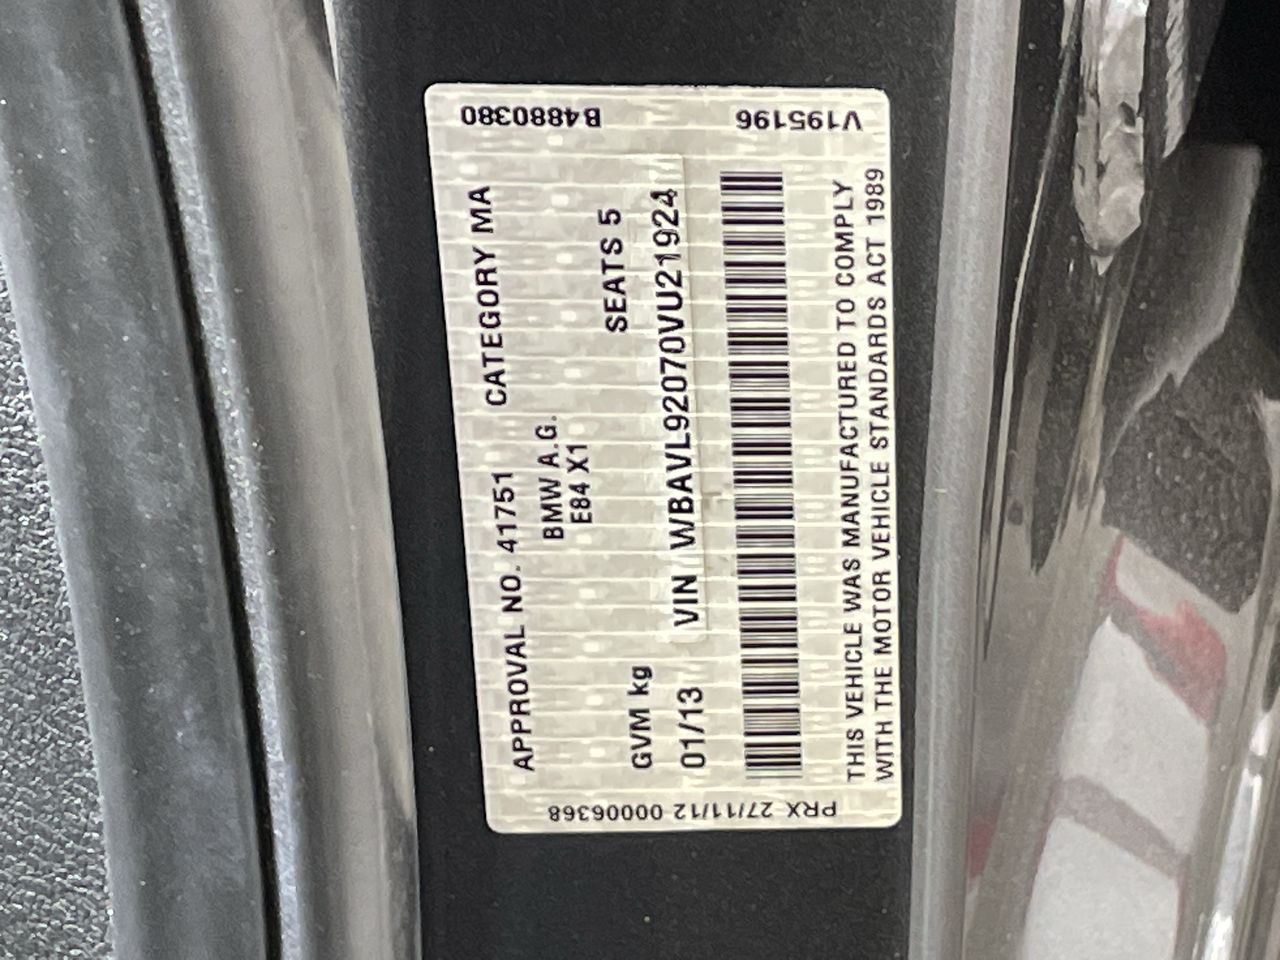 APPROVAL NO. 41751 CATEGORY MA
BMW A.G.
E84 X1
SEATS 5
GVM kg
01/13 VIN WBAVL92070VU21924
THIS VEHICLE WAS MANUFACTURED TO COMPLY
WITH THE MOTOR VEHICLE STANDARDS ACT 1989
B4880380 V195196
PRX 27/11/12 00006368